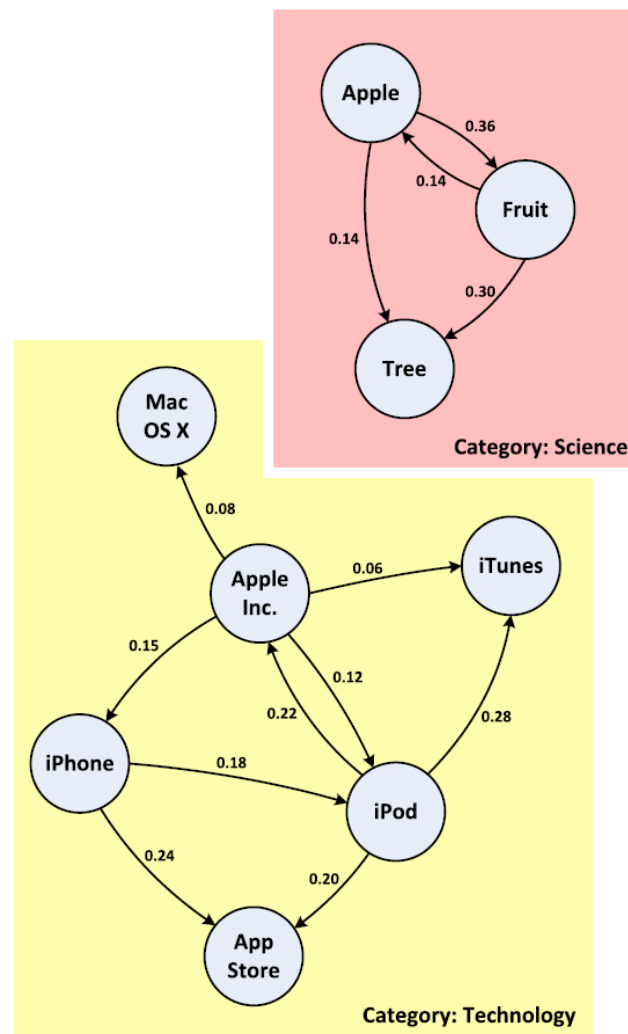 Apple
0.36
0.14
Fruit
0.14
0.30
Tree
Category: Science
Mac
OS X
0.08
Apple
Inc.
0.06
iTunes
0.15
0.12
0.22
0.28
iPhone
0.18
iPod
0.24
0.20
App
Store
Category: Technology